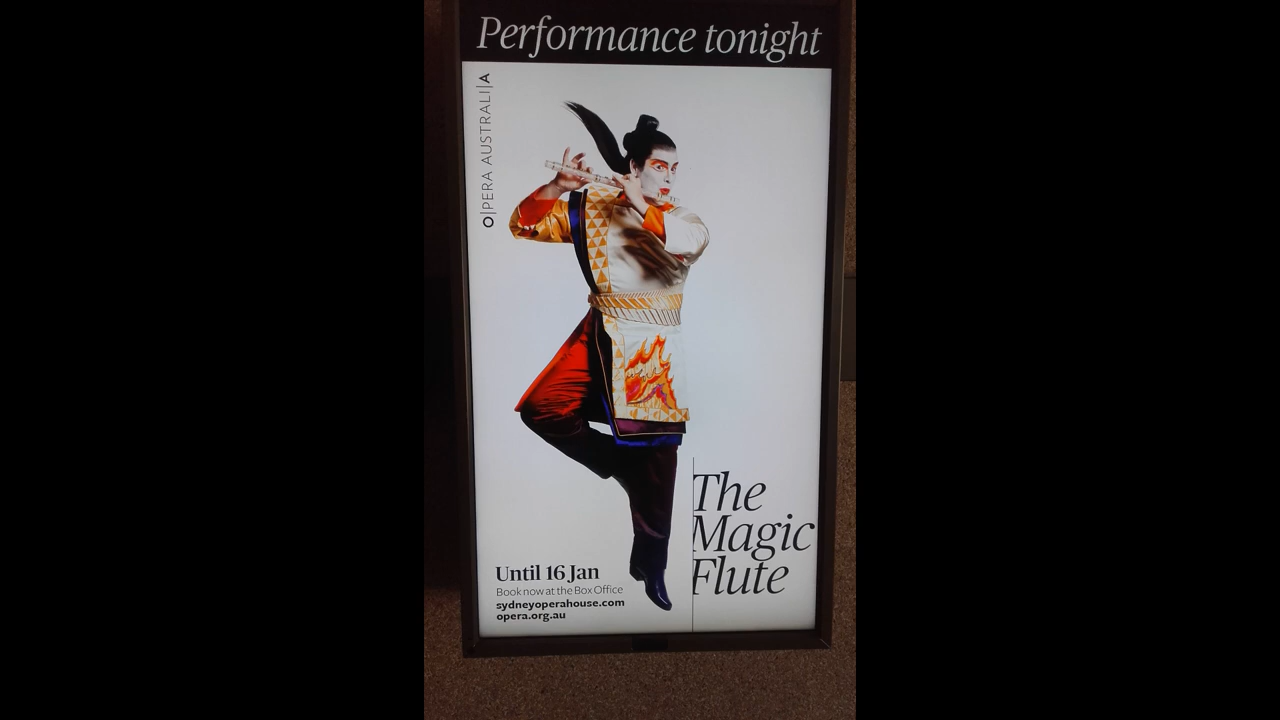 Performance tonight
O|PERA AUSTRALI|A
The
Magic
Flute
Until 16 Jan
Book now at the Box Office
sydneyoperahouse.com
opera.org.au